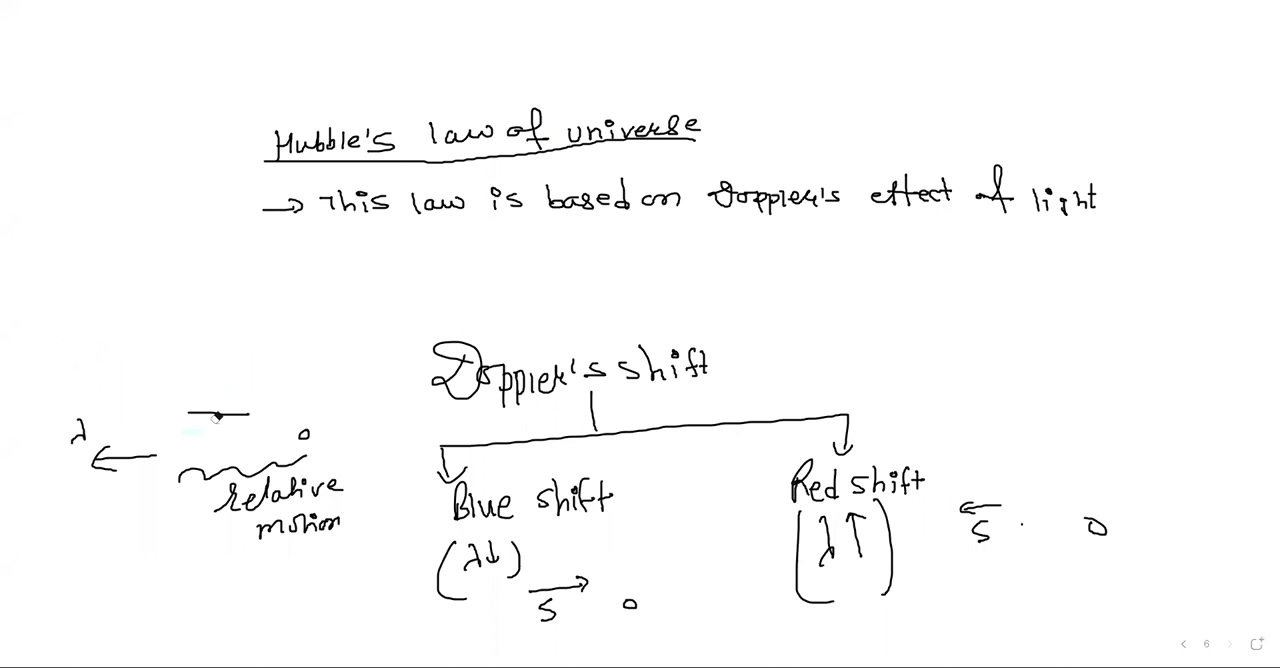 Hubble's law of universe
→ This law is based on Doppler's effect of light
Doppler's shift
λ ← o
relative
motion
Blue shift
(λ↓)
S → o
Red shift
(λ↑)
← S . O
6